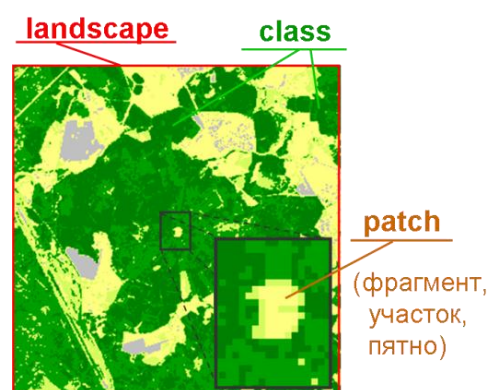 landscape
class
patch
(фрагмент,
участок,
пятно)